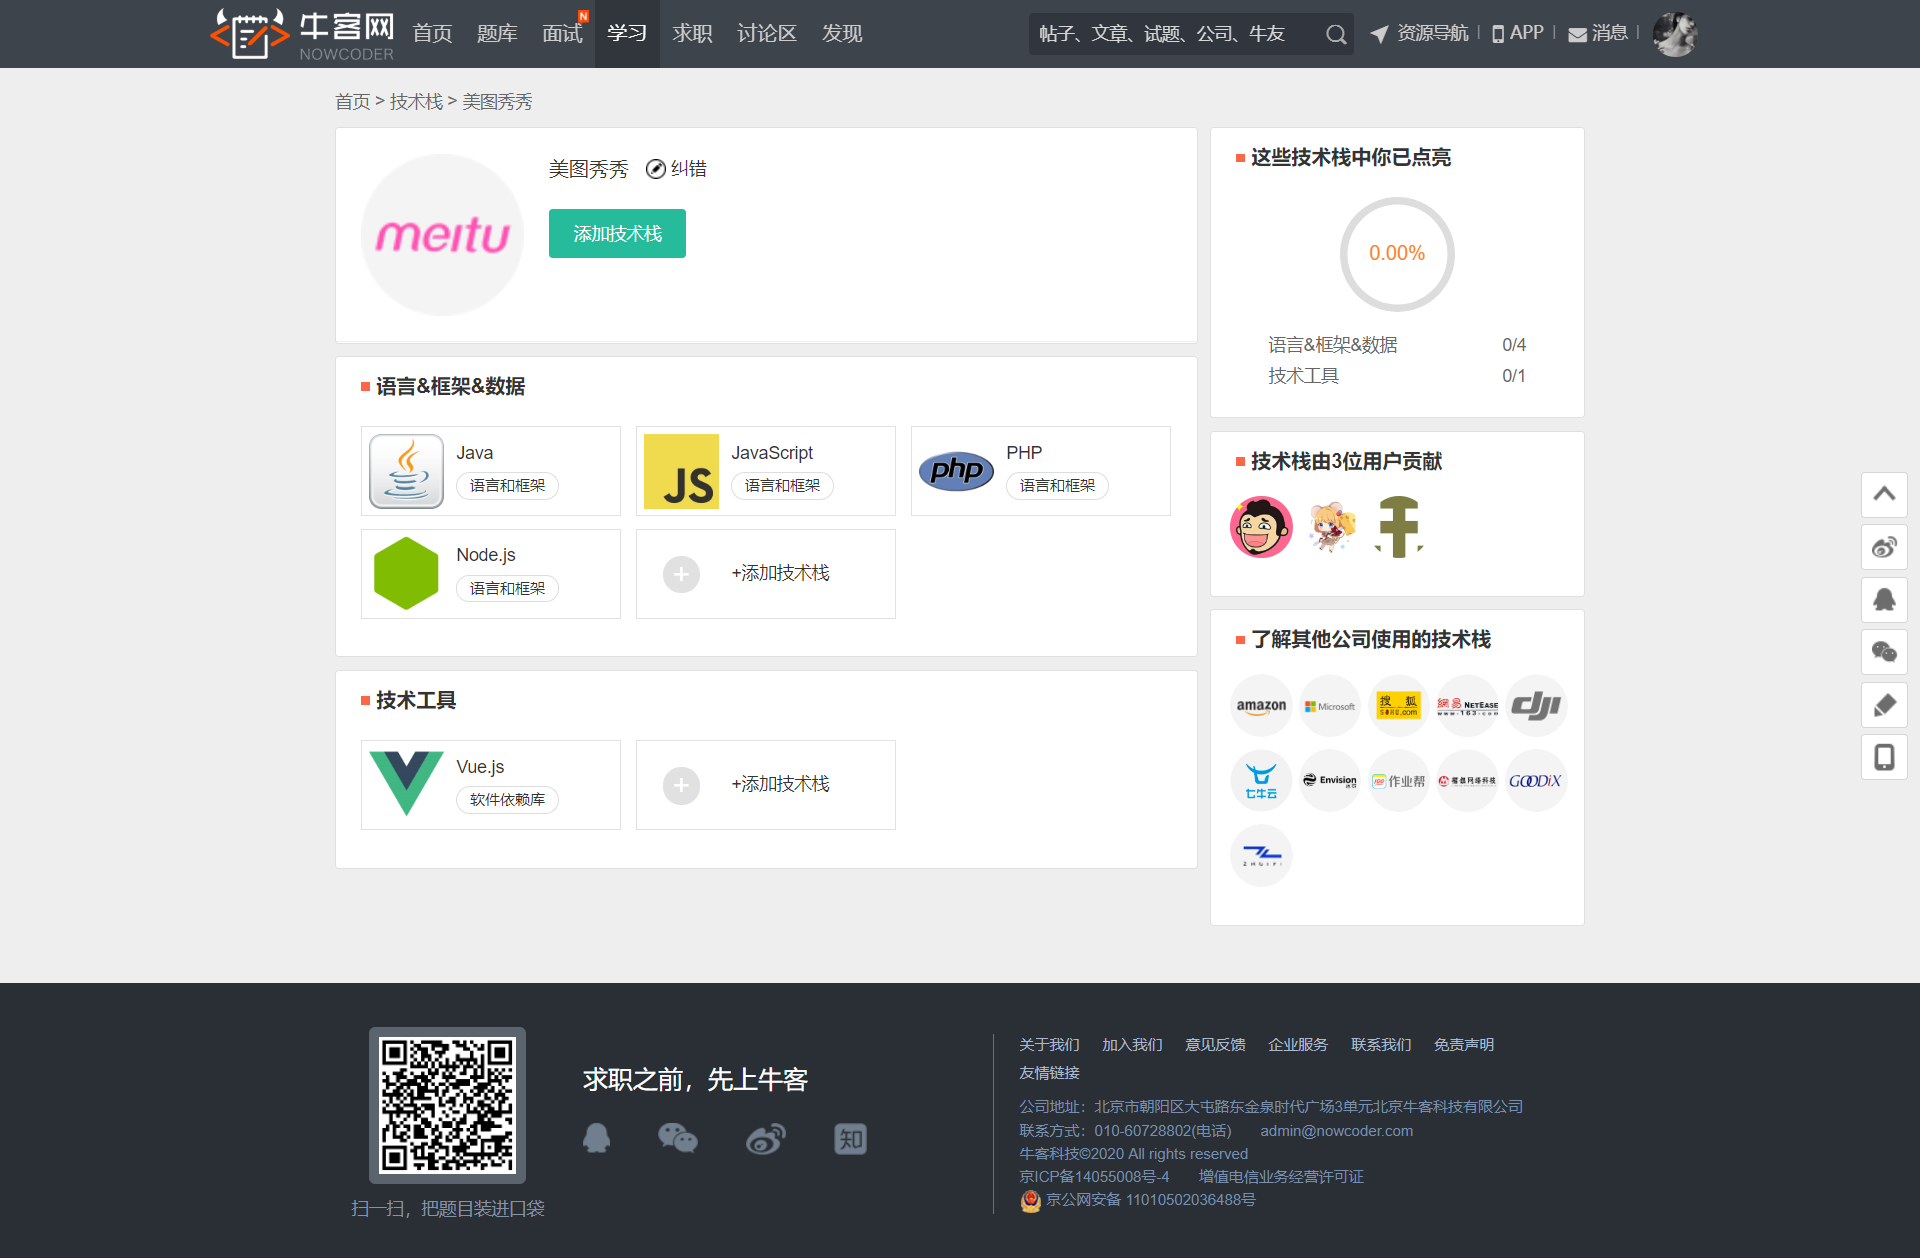 牛客网
NOWCODER
首页 题库 面试 N 学习 求职 讨论区 发现
帖子、文章、试题、公司、牛友
资源导航 | APP | 消息 |
首页 > 技术栈 > 美图秀秀
meitu
美图秀秀 纠错
添加技术栈
语言&框架&数据
Java
语言和框架
JS
JavaScript
语言和框架
php
PHP
语言和框架
Node.js
语言和框架
+添加技术栈
技术工具
Vue.js
软件依赖库
+添加技术栈
这些技术栈中你已点亮
0.00%
语言&框架&数据 0/4
技术工具 0/1
技术栈由3位用户贡献
了解其他公司使用的技术栈
amazon
Microsoft
搜狐
SOHU.com
網易 NETEASE
www.163.com
dji
七牛云
Envision
作业帮
GOODiX
求职之前，先上牛客
知
扫一扫，把题目装进口袋
关于我们 加入我们 意见反馈 企业服务 联系我们 免责声明
友情链接
公司地址：北京市朝阳区大屯路东金泉时代广场3单元北京牛客科技有限公司
联系方式：010-60728802(电话) admin@nowcoder.com
牛客科技©2020 All rights reserved
京ICP备14055008号-4 增值电信业务经营许可证
京公网安备 11010502036488号